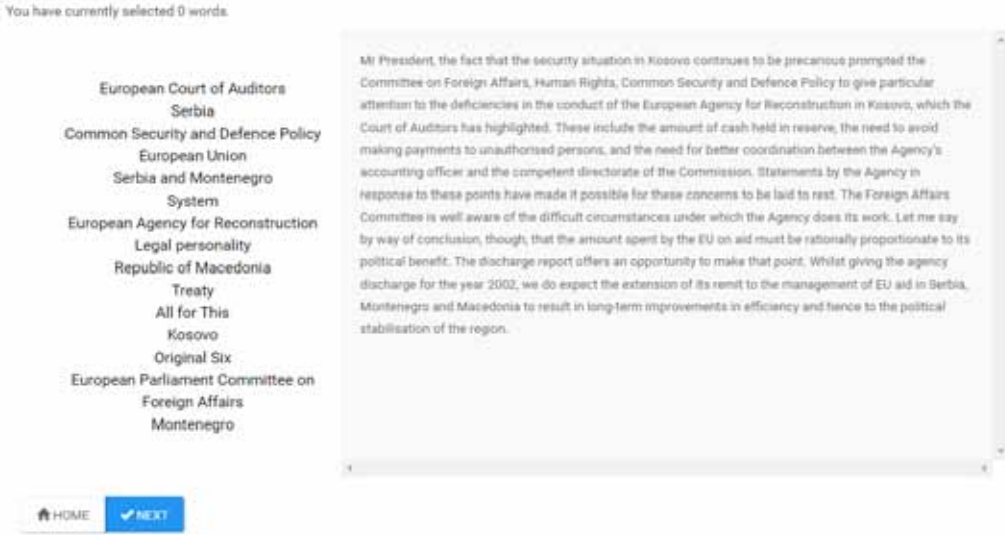 You have currently selected 0 words.
European Court of Auditors
Serbia
Common Security and Defence Policy
European Union
Serbia and Montenegro
System
European Agency for Reconstruction
Legal personality
Republic of Macedonia
Treaty
All for This
Kosovo
Original Six
European Parliament Committee on
Foreign Affairs
Montenegro
Mr President, the fact that the security situation in Kosovo continues to be precarious prompted the
Committee on Foreign Affairs, Human Rights, Common Security and Defence Policy to give particular
attention to the deficiencies in the conduct of the European Agency for Reconstruction in Kosovo, which the
Court of Auditors has highlighted. These include the amount of cash held in reserve, the need to avoid
making payments to unauthorised persons, and the need for better coordination between the Agency's
accounting officer and the competent directorate of the Commission. Statements by the Agency in
response to these points have made it possible for these concerns to be laid to rest. The Foreign Affairs
Committee is well aware of the difficult circumstances under which the Agency does its work. Let me say
by way of conclusion, though, that the amount spent by the EU on aid must be rationally proportionate to its
political benefit. The discharge report offers an opportunity to make that point. Whilst giving the agency
discharge for the year 2002, we do expect the extension of its remit to the management of EU aid in Serbia,
Montenegro and Macedonia to result in long-term improvements in efficiency and hence to the political
stabilisation of the region.
HOME
NEXT